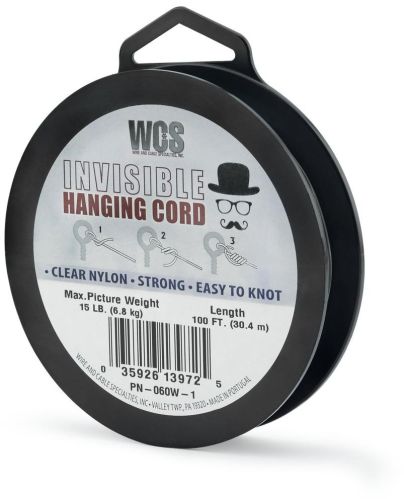 WCS
WIRE AND CABLE SPECIALTIES, INC.
INVISIBLE
HANGING CORD
1 2 3
• CLEAR NYLON • STRONG • EASY TO KNOT •
Max.Picture Weight Length
15 LB. (6.8 kg) 100 FT. (30.4 m)
0 35926 13972 5
PN-060W-1
WIRE AND CABLE SPECIALTIES, INC • VALLEY TWP., PA 19320 • MADE IN PORTUGAL